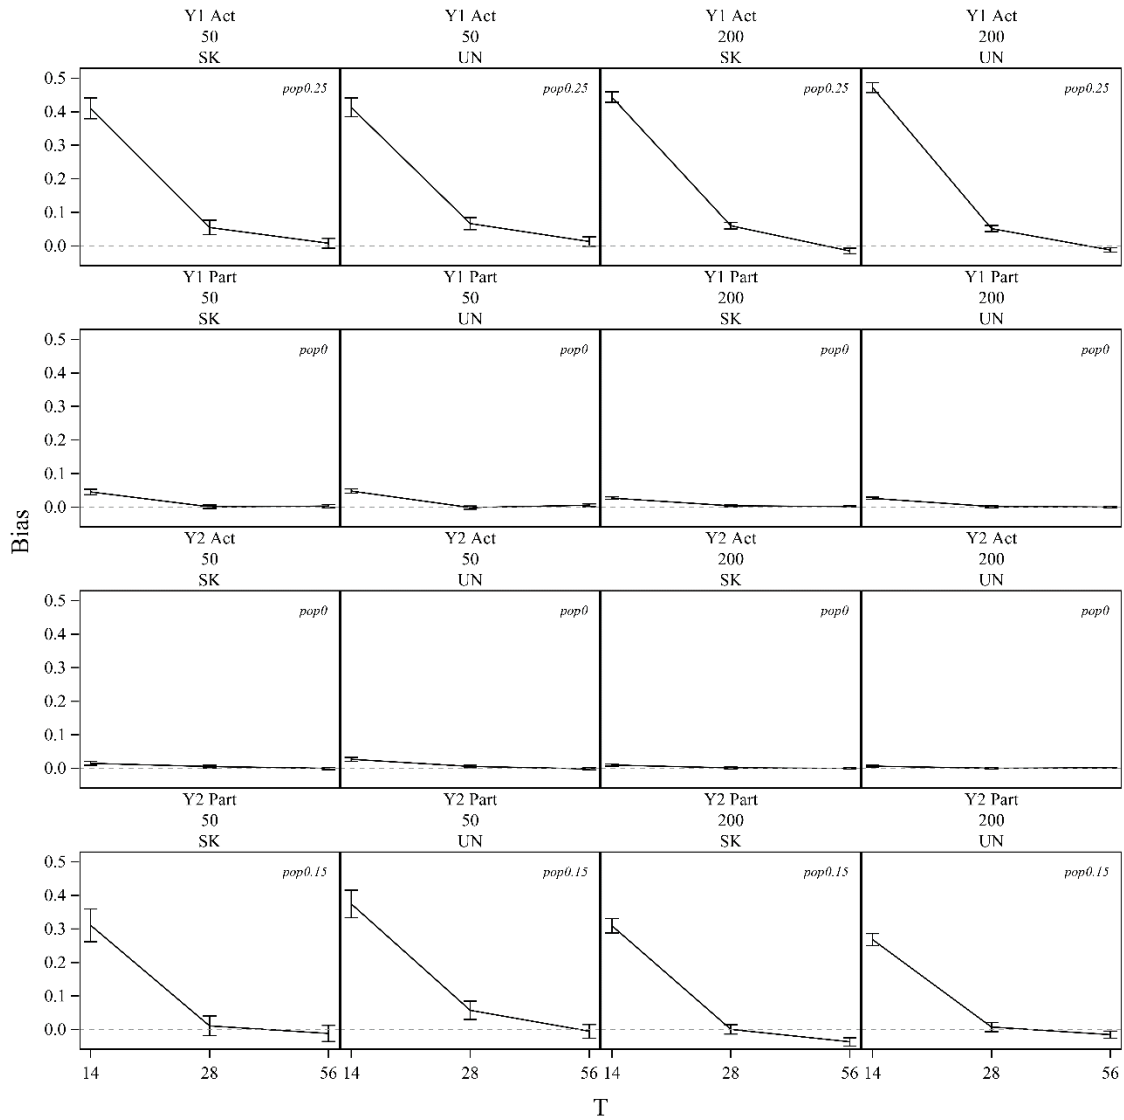 Y1 Act Y1 Act Y1 Act Y1 Act
50 50 200 200
SK UN SK UN
0.5 pop0.25 pop0.25 pop0.25 pop0.25
0.4
0.3
0.2
0.1
0.0
Y1 Part Y1 Part Y1 Part Y1 Part
50 50 200 200
SK UN SK UN
0.5 pop0 pop0 pop0 pop0
0.4
0.3
0.2
0.1
0.0
Bias
Y2 Act Y2 Act Y2 Act Y2 Act
50 50 200 200
SK UN SK UN
0.5 pop0 pop0 pop0 pop0
0.4
0.3
0.2
0.1
0.0
Y2 Part Y2 Part Y2 Part Y2 Part
50 50 200 200
SK UN SK UN
0.5 pop0.15 pop0.15 pop0.15 pop0.15
0.4
0.3
0.2
0.1
0.0
14 28 56 14 28 56 14 28 56 14 28 56
T